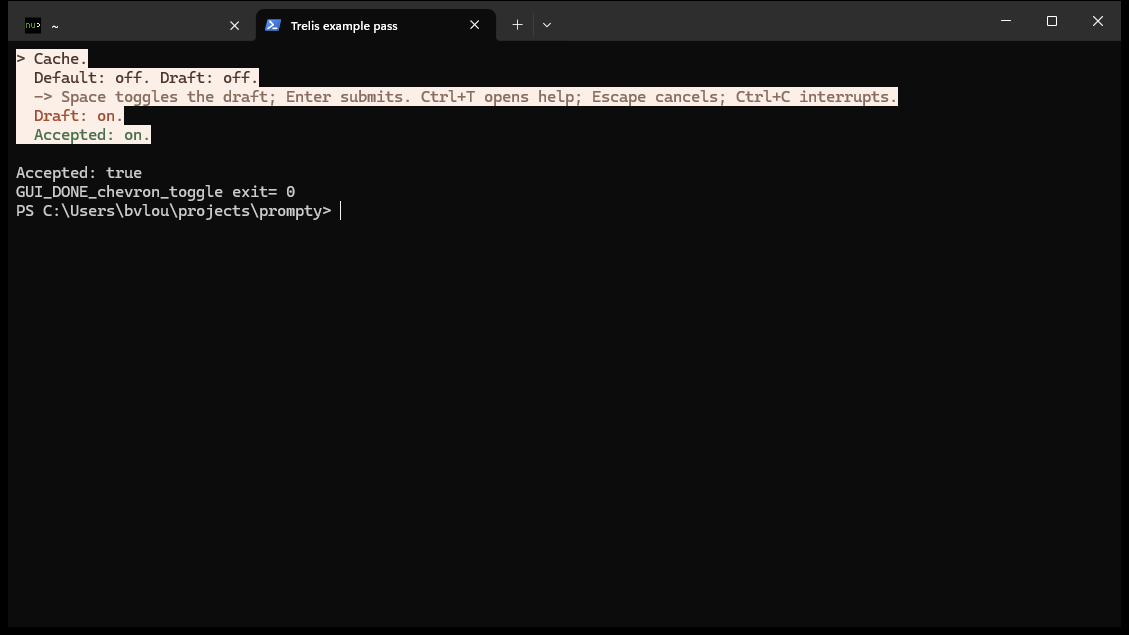 nu>
~
Trelis example pass
> Cache.
Default: off. Draft: off.
-> Space toggles the draft; Enter submits. Ctrl+T opens help; Escape cancels; Ctrl+C interrupts.
Draft: on.
Accepted: on.
Accepted: true
GUI_DONE_chevron_toggle exit= 0
PS C:\Users\bvlou\projects\prompty>